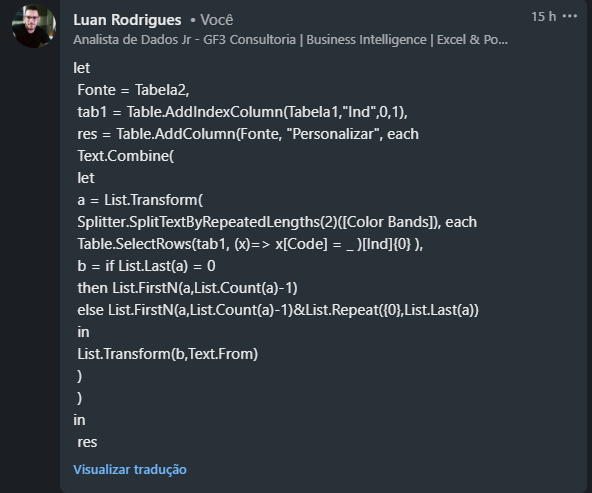 Luan Rodrigues • Você
15 h •••
Analista de Dados Jr - GF3 Consultoria | Business Intelligence | Excel & Po...
let
Fonte = Tabela2,
tab1 = Table.AddIndexColumn(Tabela1,"Ind",0,1),
res = Table.AddColumn(Fonte, "Personalizar", each
Text.Combine(
let
a = List.Transform(
Splitter.SplitTextByRepeatedLengths(2)([Color Bands]), each
Table.SelectRows(tab1, (x)=> x[Code] = _ )[Ind]{0} ),
b = if List.Last(a) = 0
then List.FirstN(a,List.Count(a)-1)
else List.FirstN(a,List.Count(a)-1)&List.Repeat({0},List.Last(a))
in
List.Transform(b,Text.From)
)
)
in
res
Visualizar tradução